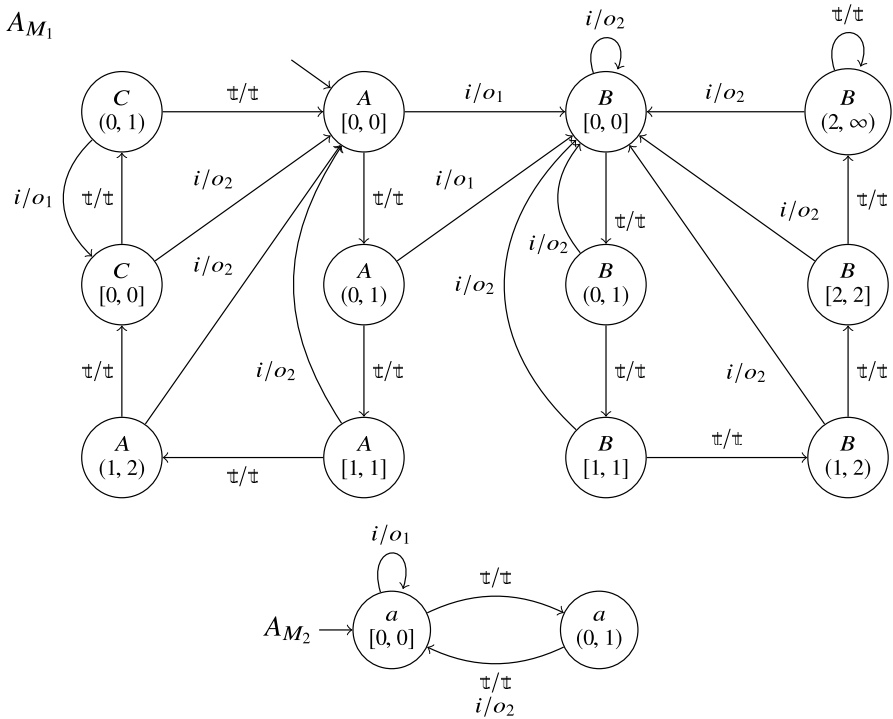 A_{M_1}
i/o_2
𝕥/𝕥
C
(0, 1)
𝕥/𝕥
A
[0, 0]
i/o_1
B
[0, 0]
i/o_2
B
(2, ∞)
i/o_1
𝕥/𝕥
i/o_2
𝕥/𝕥
i/o_1
𝕥/𝕥
i/o_2
𝕥/𝕥
C
[0, 0]
i/o_2
A
(0, 1)
i/o_2
i/o_2
B
(0, 1)
B
[2, 2]
𝕥/𝕥
i/o_2
𝕥/𝕥
𝕥/𝕥
i/o_2
𝕥/𝕥
A
(1, 2)
𝕥/𝕥
A
[1, 1]
B
[1, 1]
𝕥/𝕥
B
(1, 2)
i/o_1
𝕥/𝕥
A_{M_2}
a
[0, 0]
a
(0, 1)
𝕥/𝕥
i/o_2